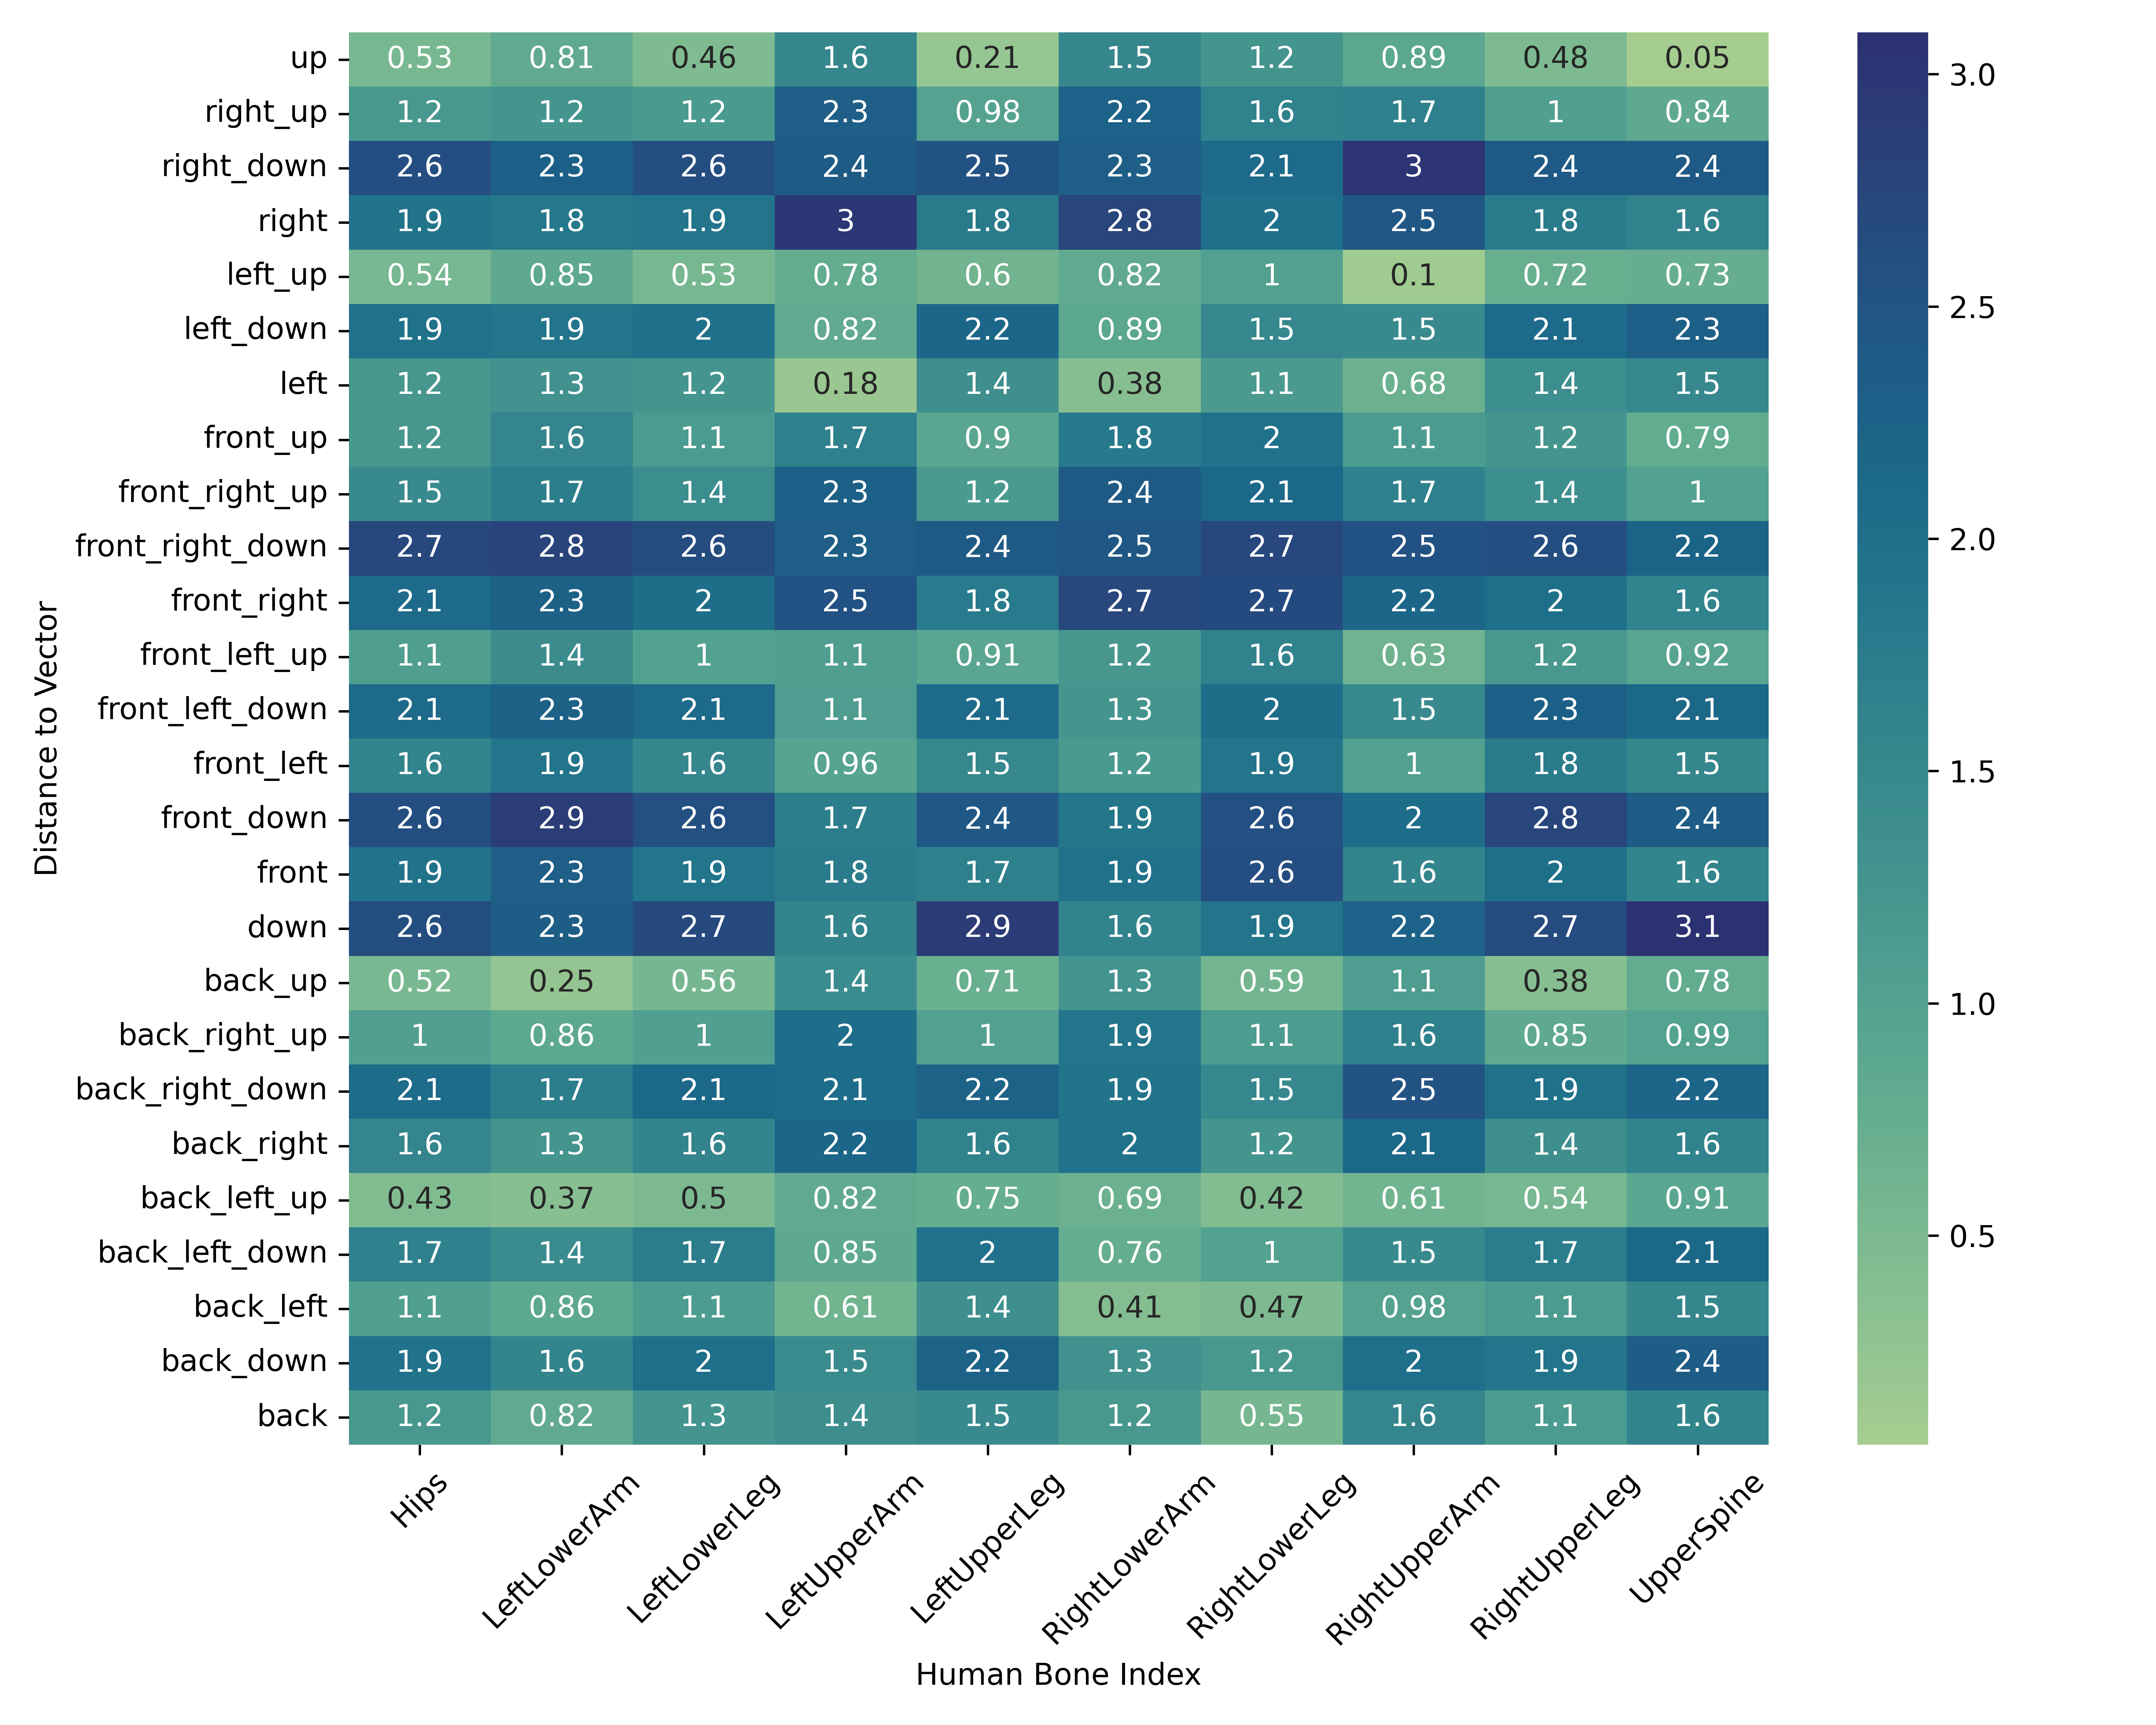 up 0.53 0.81 0.46 1.6 0.21 1.5 1.2 0.89 0.48 0.05
right_up 1.2 1.2 1.2 2.3 0.98 2.2 1.6 1.7 1 0.84
right_down 2.6 2.3 2.6 2.4 2.5 2.3 2.1 3 2.4 2.4
right 1.9 1.8 1.9 3 1.8 2.8 2 2.5 1.8 1.6
left_up 0.54 0.85 0.53 0.78 0.6 0.82 1 0.1 0.72 0.73
left_down 1.9 1.9 2 0.82 2.2 0.89 1.5 1.5 2.1 2.3
left 1.2 1.3 1.2 0.18 1.4 0.38 1.1 0.68 1.4 1.5
front_up 1.2 1.6 1.1 1.7 0.9 1.8 2 1.1 1.2 0.79
front_right_up 1.5 1.7 1.4 2.3 1.2 2.4 2.1 1.7 1.4 1
front_right_down 2.7 2.8 2.6 2.3 2.4 2.5 2.7 2.5 2.6 2.2
front_right 2.1 2.3 2 2.5 1.8 2.7 2.7 2.2 2 1.6
front_left_up 1.1 1.4 1 1.1 0.91 1.2 1.6 0.63 1.2 0.92
front_left_down 2.1 2.3 2.1 1.1 2.1 1.3 2 1.5 2.3 2.1
front_left 1.6 1.9 1.6 0.96 1.5 1.2 1.9 1 1.8 1.5
front_down 2.6 2.9 2.6 1.7 2.4 1.9 2.6 2 2.8 2.4
front 1.9 2.3 1.9 1.8 1.7 1.9 2.6 1.6 2 1.6
down 2.6 2.3 2.7 1.6 2.9 1.6 1.9 2.2 2.7 3.1
back_up 0.52 0.25 0.56 1.4 0.71 1.3 0.59 1.1 0.38 0.78
back_right_up 1 0.86 1 2 1 1.9 1.1 1.6 0.85 0.99
back_right_down 2.1 1.7 2.1 2.1 2.2 1.9 1.5 2.5 1.9 2.2
back_right 1.6 1.3 1.6 2.2 1.6 2 1.2 2.1 1.4 1.6
back_left_up 0.43 0.37 0.5 0.82 0.75 0.69 0.42 0.61 0.54 0.91
back_left_down 1.7 1.4 1.7 0.85 2 0.76 1 1.5 1.7 2.1
back_left 1.1 0.86 1.1 0.61 1.4 0.41 0.47 0.98 1.1 1.5
back_down 1.9 1.6 2 1.5 2.2 1.3 1.2 2 1.9 2.4
back 1.2 0.82 1.3 1.4 1.5 1.2 0.55 1.6 1.1 1.6
Distance to Vector
Hips LeftLowerArm LeftLowerLeg LeftUpperArm LeftUpperLeg RightLowerArm RightLowerLeg RightUpperArm RightUpperLeg UpperSpine
Human Bone Index
3.0
2.5
2.0
1.5
1.0
0.5